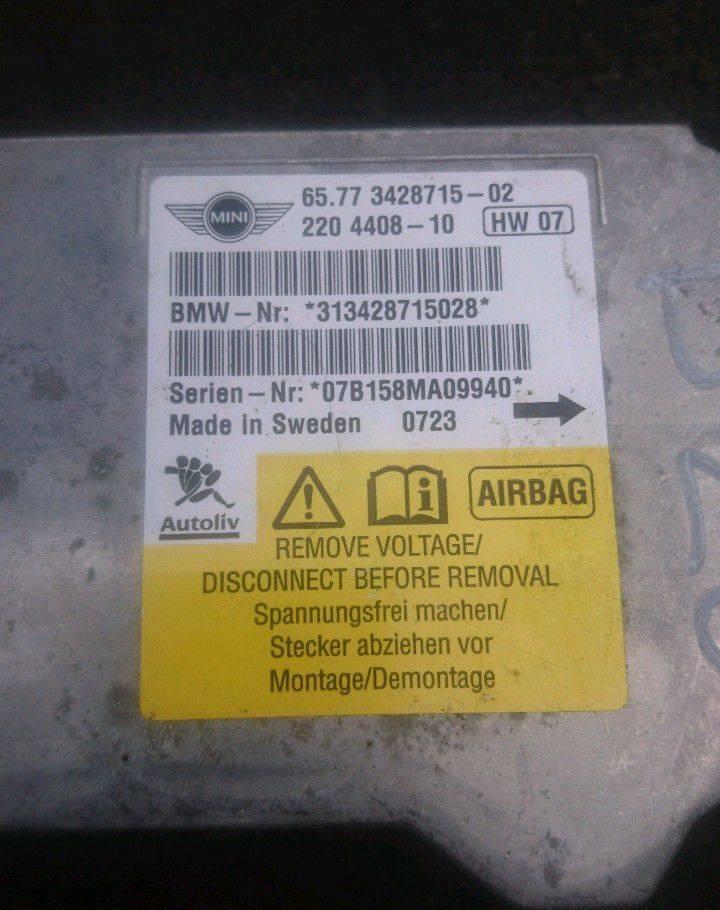 MINI
65.77 3428715-02
220 4408-10 HW 07
BMW-Nr: *313428715028*
Serien-Nr: *07B158MA09940*
Made in Sweden 0723
Autoliv
AIRBAG
REMOVE VOLTAGE/
DISCONNECT BEFORE REMOVAL
Spannungsfrei machen/
Stecker abziehen vor
Montage/Demontage